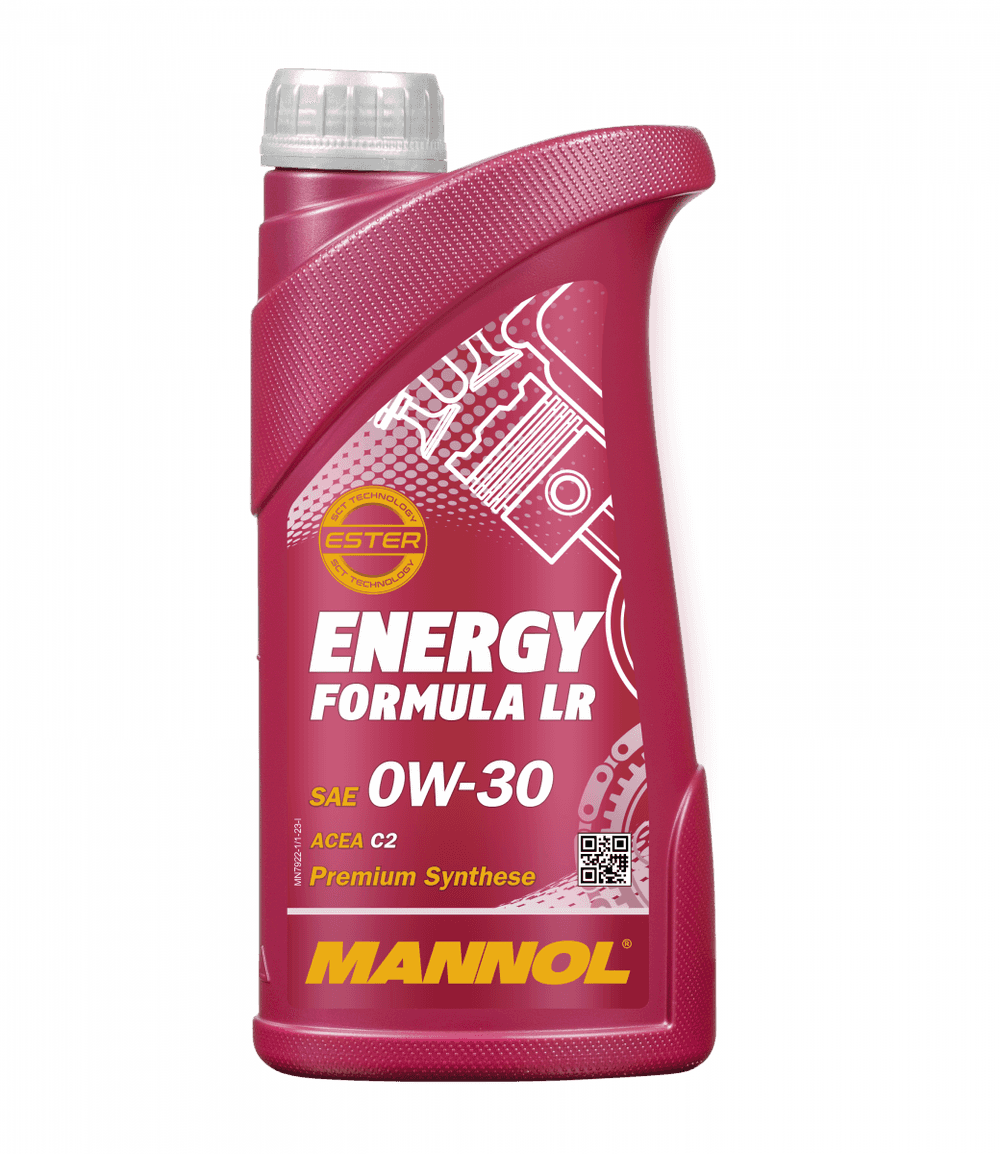 SCT TECHNOLOGY
ESTER
SCT TECHNOLOGY
ENERGY
FORMULA LR
SAE 0W-30
ACEA C2
Premium Synthese
MN7922-1/1-23-I
MANNOL®